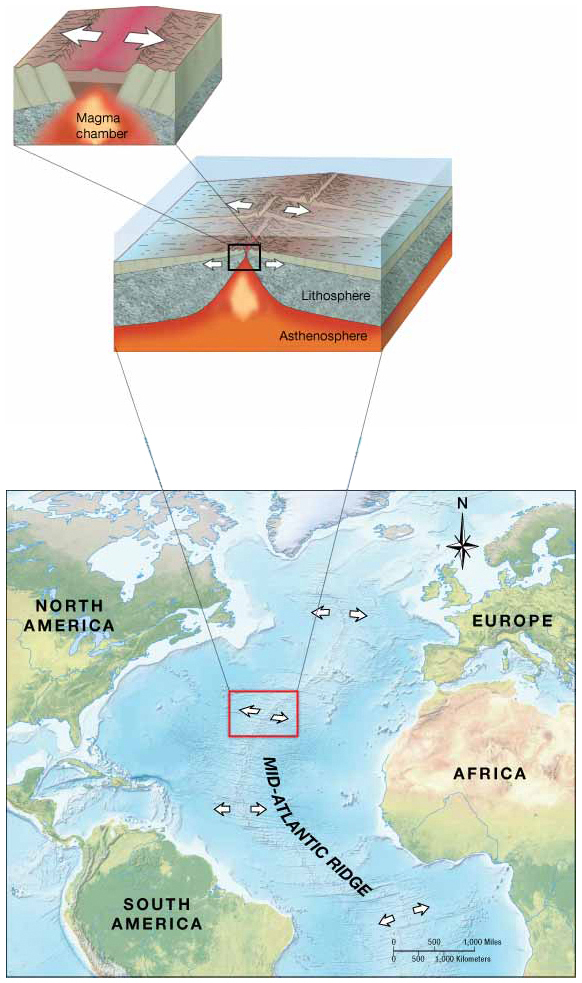 Magma
chamber
Lithosphere
Asthenosphere
N
NORTH
AMERICA
EUROPE
AFRICA
MID-ATLANTIC RIDGE
SOUTH
AMERICA
0 500 1,000 Miles
0 500 1,000 Kilometers